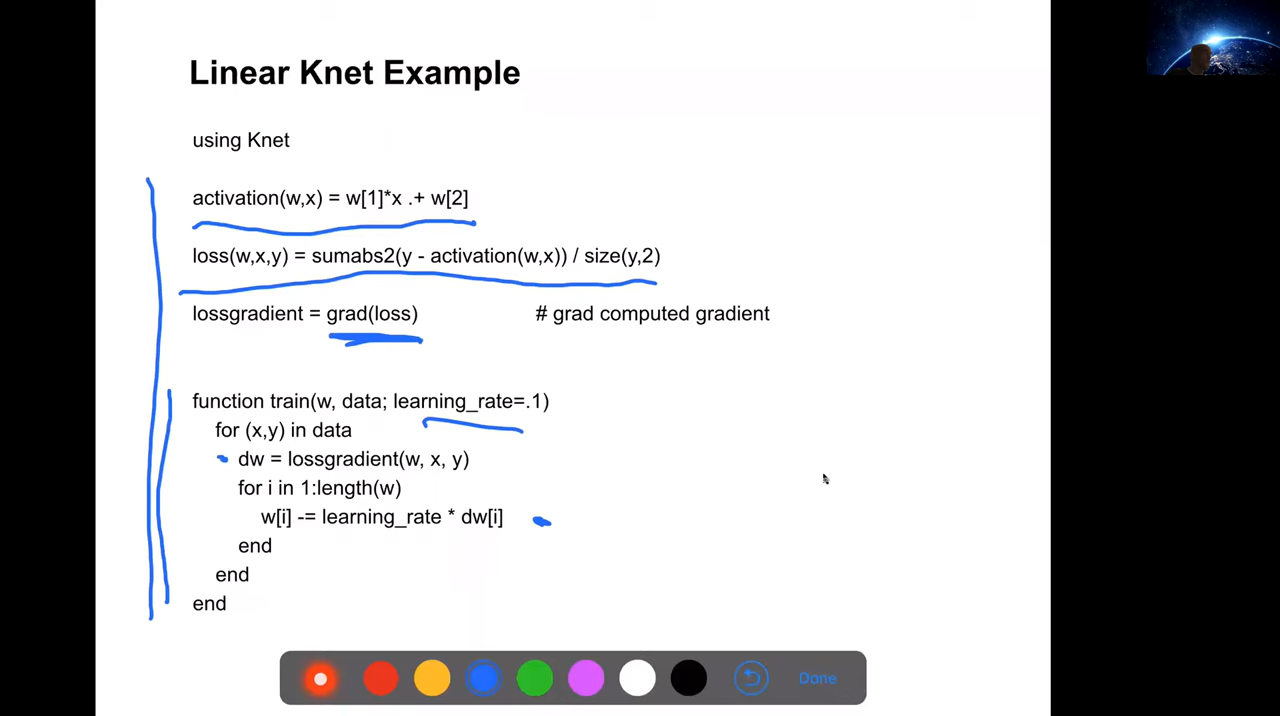 Linear Knet Example
using Knet
activation(w,x) = w[1]*x .+ w[2]
loss(w,x,y) = sumabs2(y - activation(w,x)) / size(y,2)
lossgradient = grad(loss) # grad computed gradient
function train(w, data; learning_rate=.1)
for (x,y) in data
dw = lossgradient(w, x, y)
for i in 1:length(w)
w[i] -= learning_rate * dw[i]
end
end
end
Done